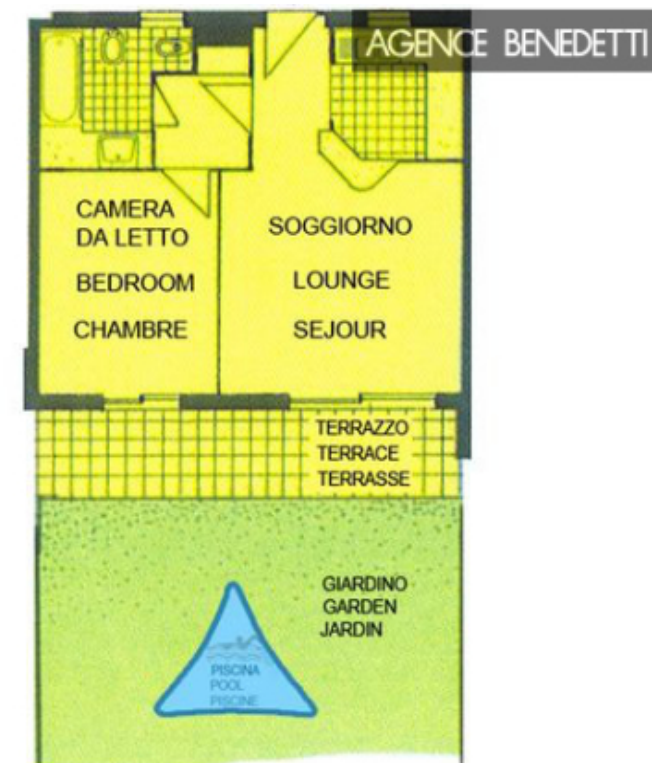 AGENCE BENEDETTI
CAMERA
DA LETTO
BEDROOM
CHAMBRE
SOGGIORNO
LOUNGE
SEJOUR
TERRAZZO
TERRACE
TERRASSE
GIARDINO
GARDEN
JARDIN
PISCINA
POOL
PISCINE